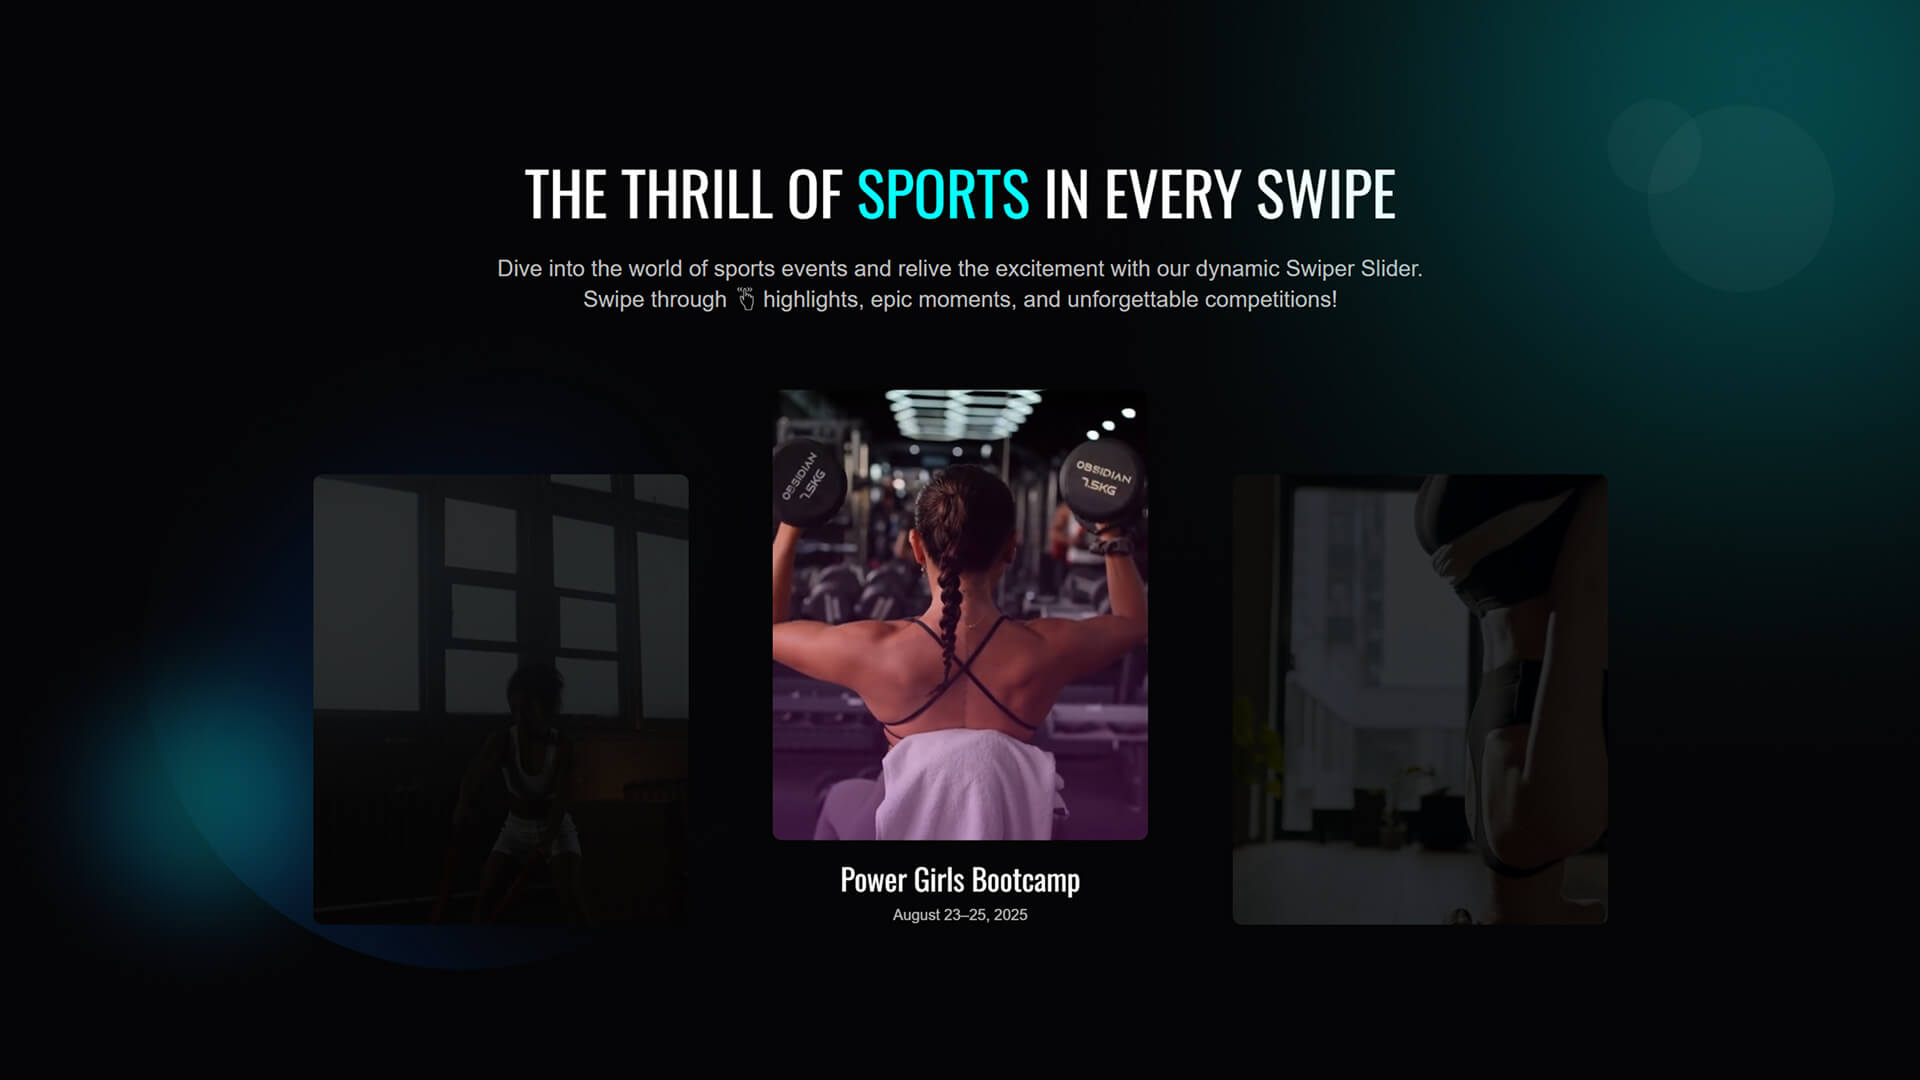 THE THRILL OF SPORTS IN EVERY SWIPE
Dive into the world of sports events and relive the excitement with our dynamic Swiper Slider.
Swipe through highlights, epic moments, and unforgettable competitions!
OBSIDIAN
7.5KG
OBSIDIAN
7.5KG
Power Girls Bootcamp
August 23–25, 2025